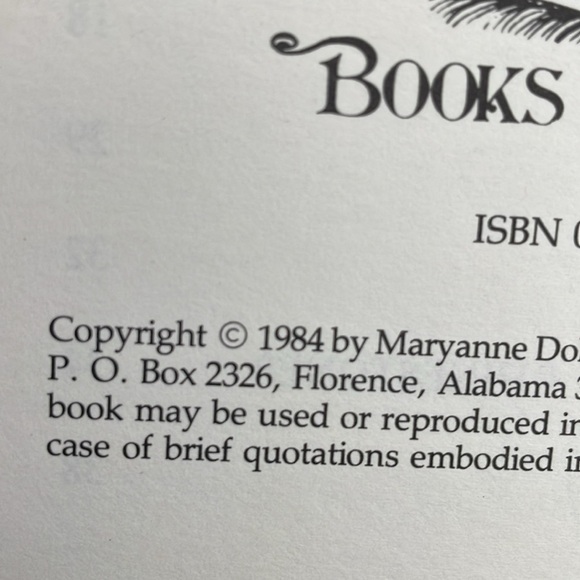 BOOKS
ISBN
Copyright © 1984 by Maryanne
P. O. Box 2326, Florence, Alabama
book may be used or reproduced
case of brief quotations embodied